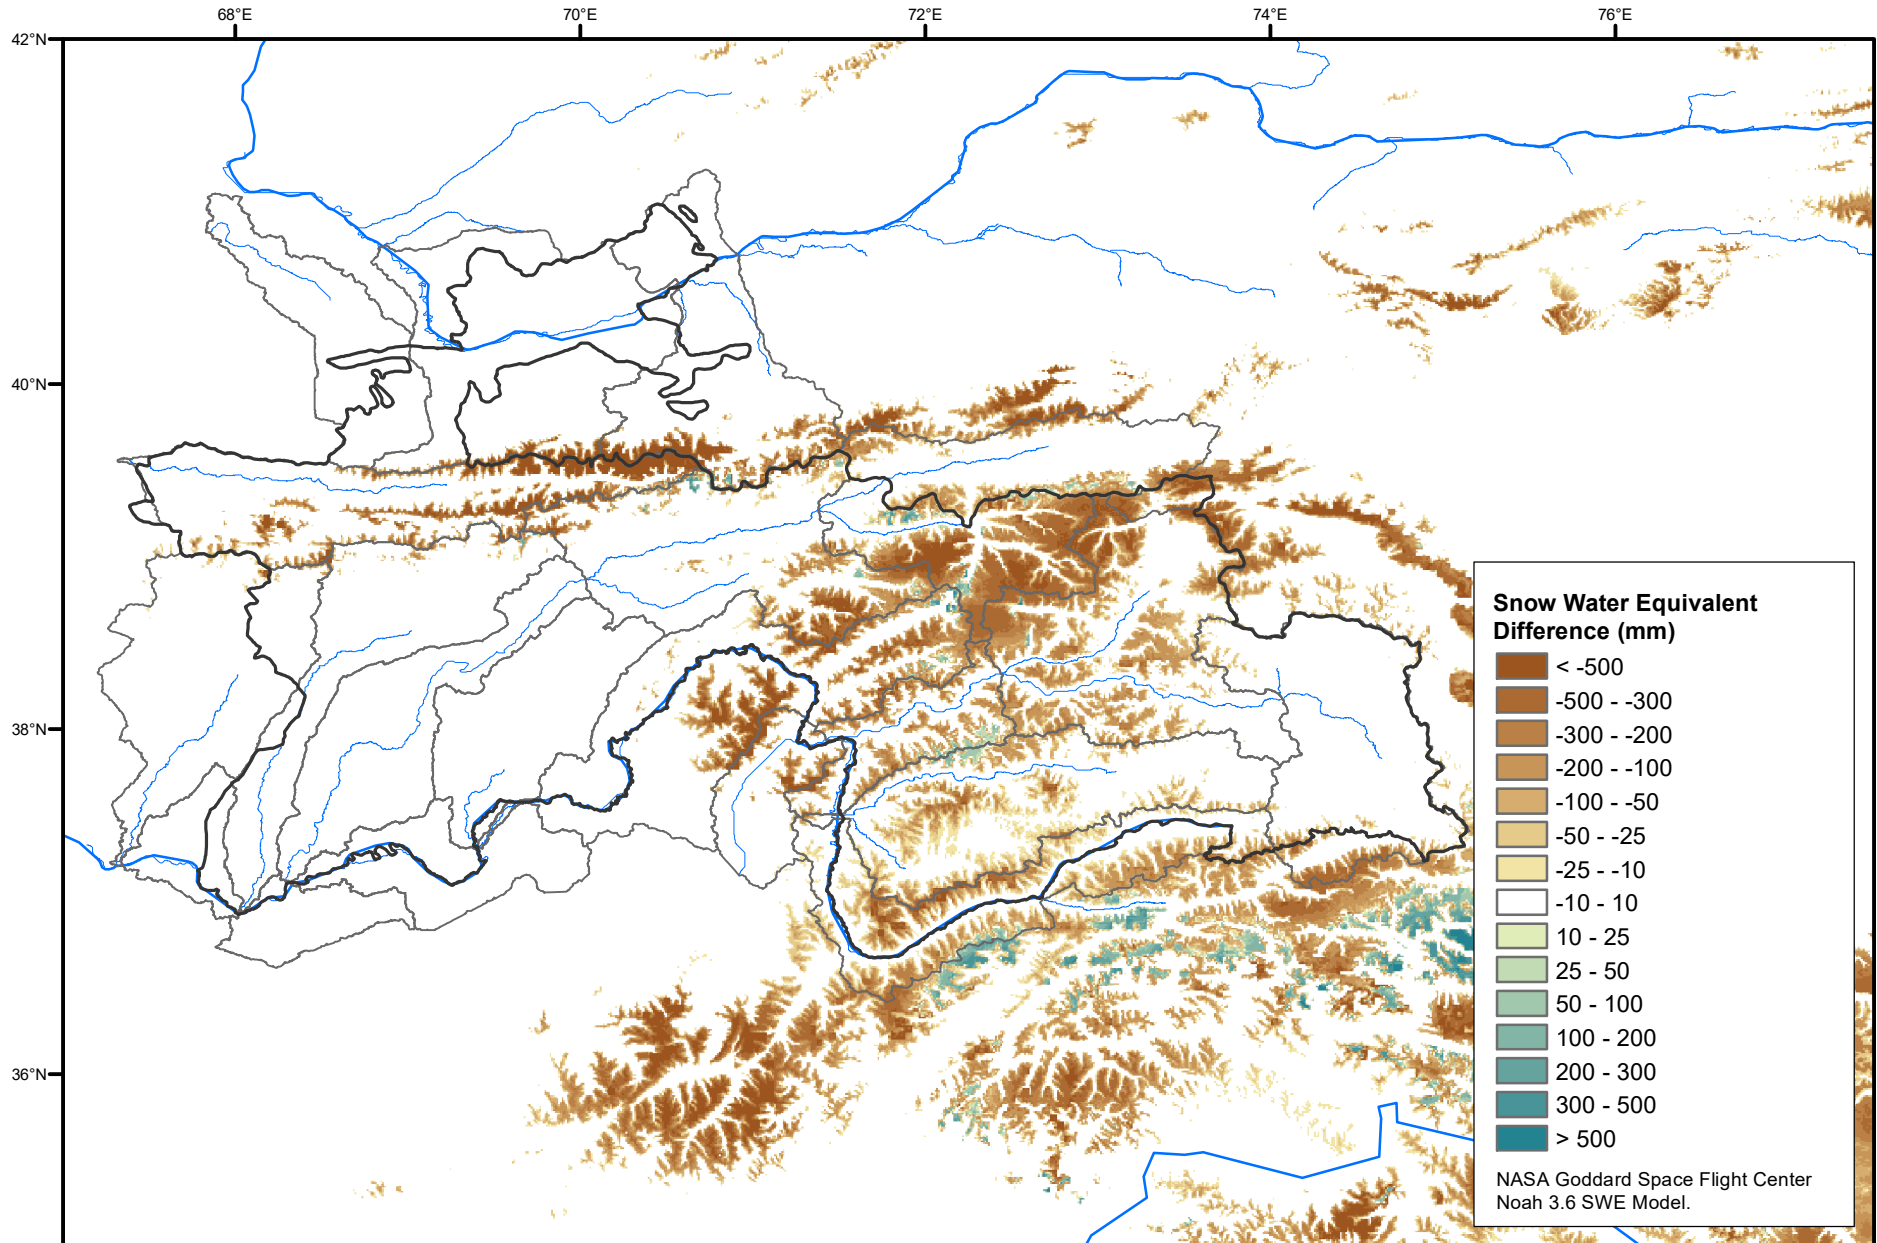 68°E 70°E 72°E 74°E 76°E
42°N
40°N
38°N
36°N
Snow Water Equivalent
Difference (mm)
< -500
-500 - -300
-300 - -200
-200 - -100
-100 - -50
-50 - -25
-25 - -10
-10 - 10
10 - 25
25 - 50
50 - 100
100 - 200
200 - 300
300 - 500
> 500
NASA Goddard Space Flight Center
Noah 3.6 SWE Model.